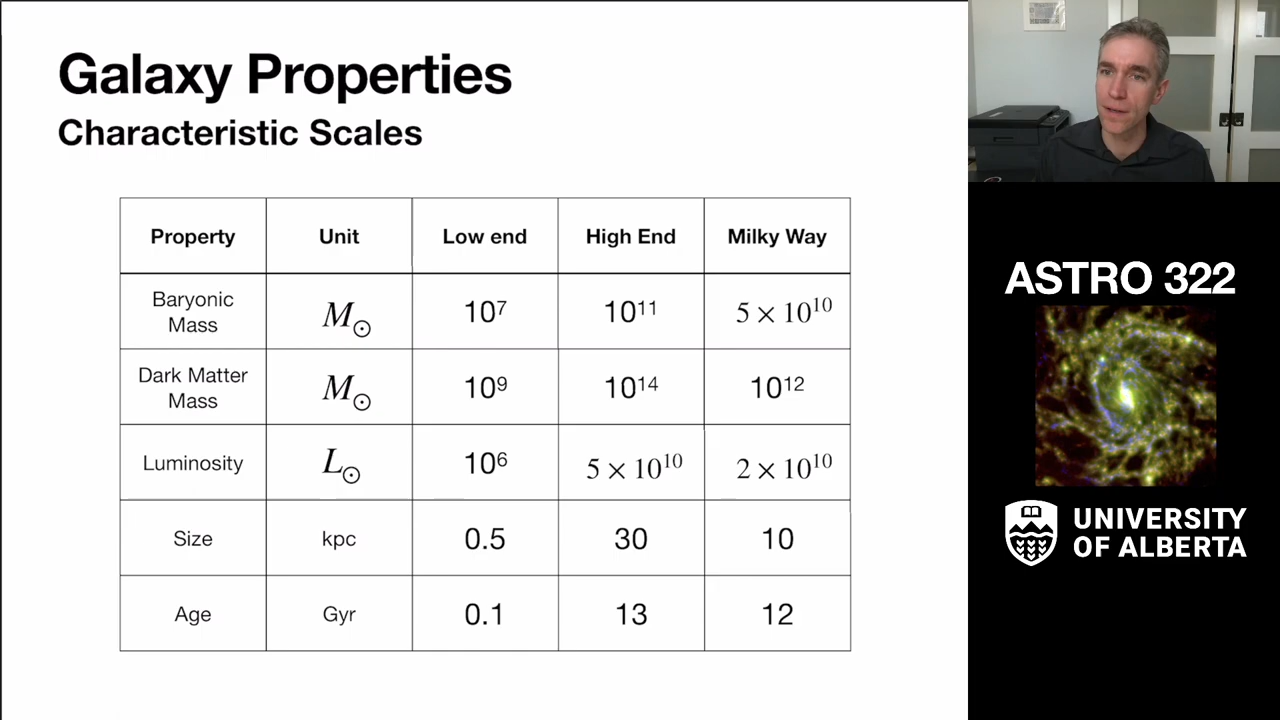 Galaxy Properties
Characteristic Scales
Property Unit Low end High End Milky Way
Baryonic Mass M⊙ 10⁷ 10¹¹ 5 × 10¹⁰
Dark Matter Mass M⊙ 10⁹ 10¹⁴ 10¹²
Luminosity L⊙ 10⁶ 5 × 10¹⁰ 2 × 10¹⁰
Size kpc 0.5 30 10
Age Gyr 0.1 13 12
ASTRO 322
UNIVERSITY
OF ALBERTA